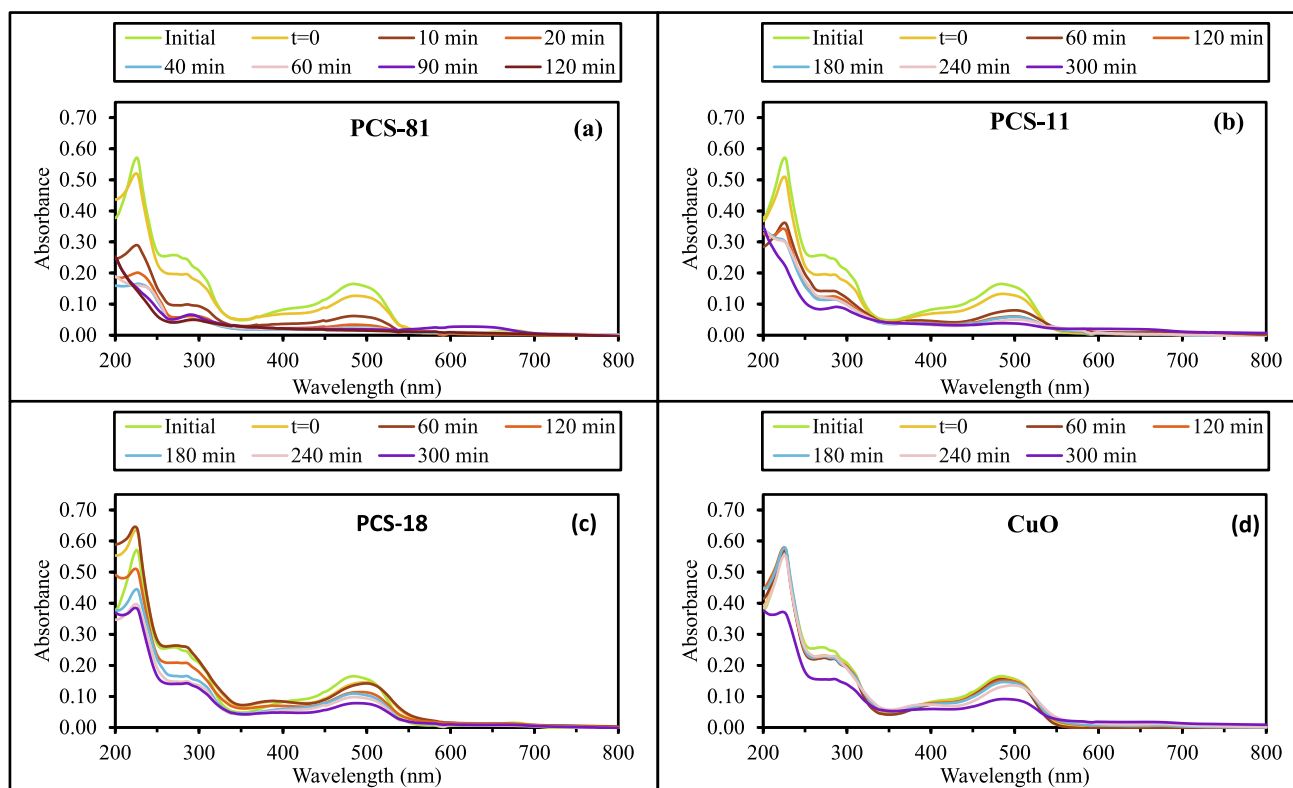 Initial t=0 10 min 20 min
40 min 60 min 90 min 120 min
PCS-81 (a)
Absorbance
0.70
0.60
0.50
0.40
0.30
0.20
0.10
0.00
200 300 400 500 600 700 800
Wavelength (nm)
Initial t=0 60 min 120 min
180 min 240 min 300 min
PCS-11 (b)
Absorbance
0.70
0.60
0.50
0.40
0.30
0.20
0.10
0.00
200 300 400 500 600 700 800
Wavelength (nm)
Initial t=0 60 min 120 min
180 min 240 min 300 min
PCS-18 (c)
Absorbance
0.70
0.60
0.50
0.40
0.30
0.20
0.10
0.00
200 300 400 500 600 700 800
Wavelength (nm)
Initial t=0 60 min 120 min
180 min 240 min 300 min
CuO (d)
Absorbance
0.70
0.60
0.50
0.40
0.30
0.20
0.10
0.00
200 300 400 500 600 700 800
Wavelength (nm)